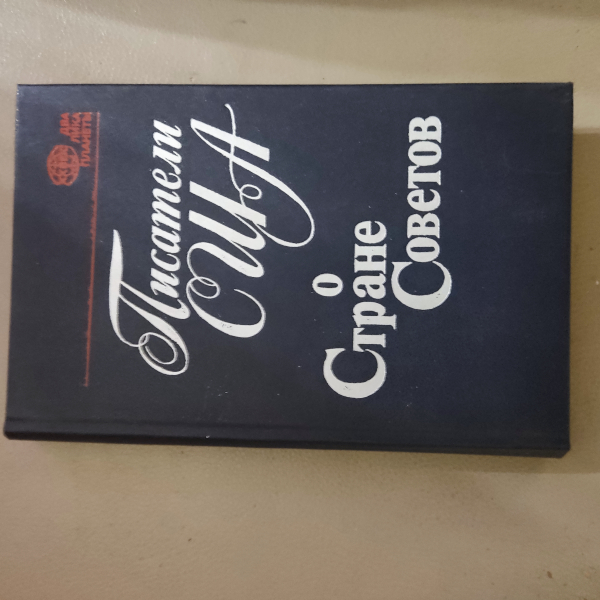 ДВА
ЛИКА
ПЛАНЕТЫ
Писатели
США
о
Стране
Советов